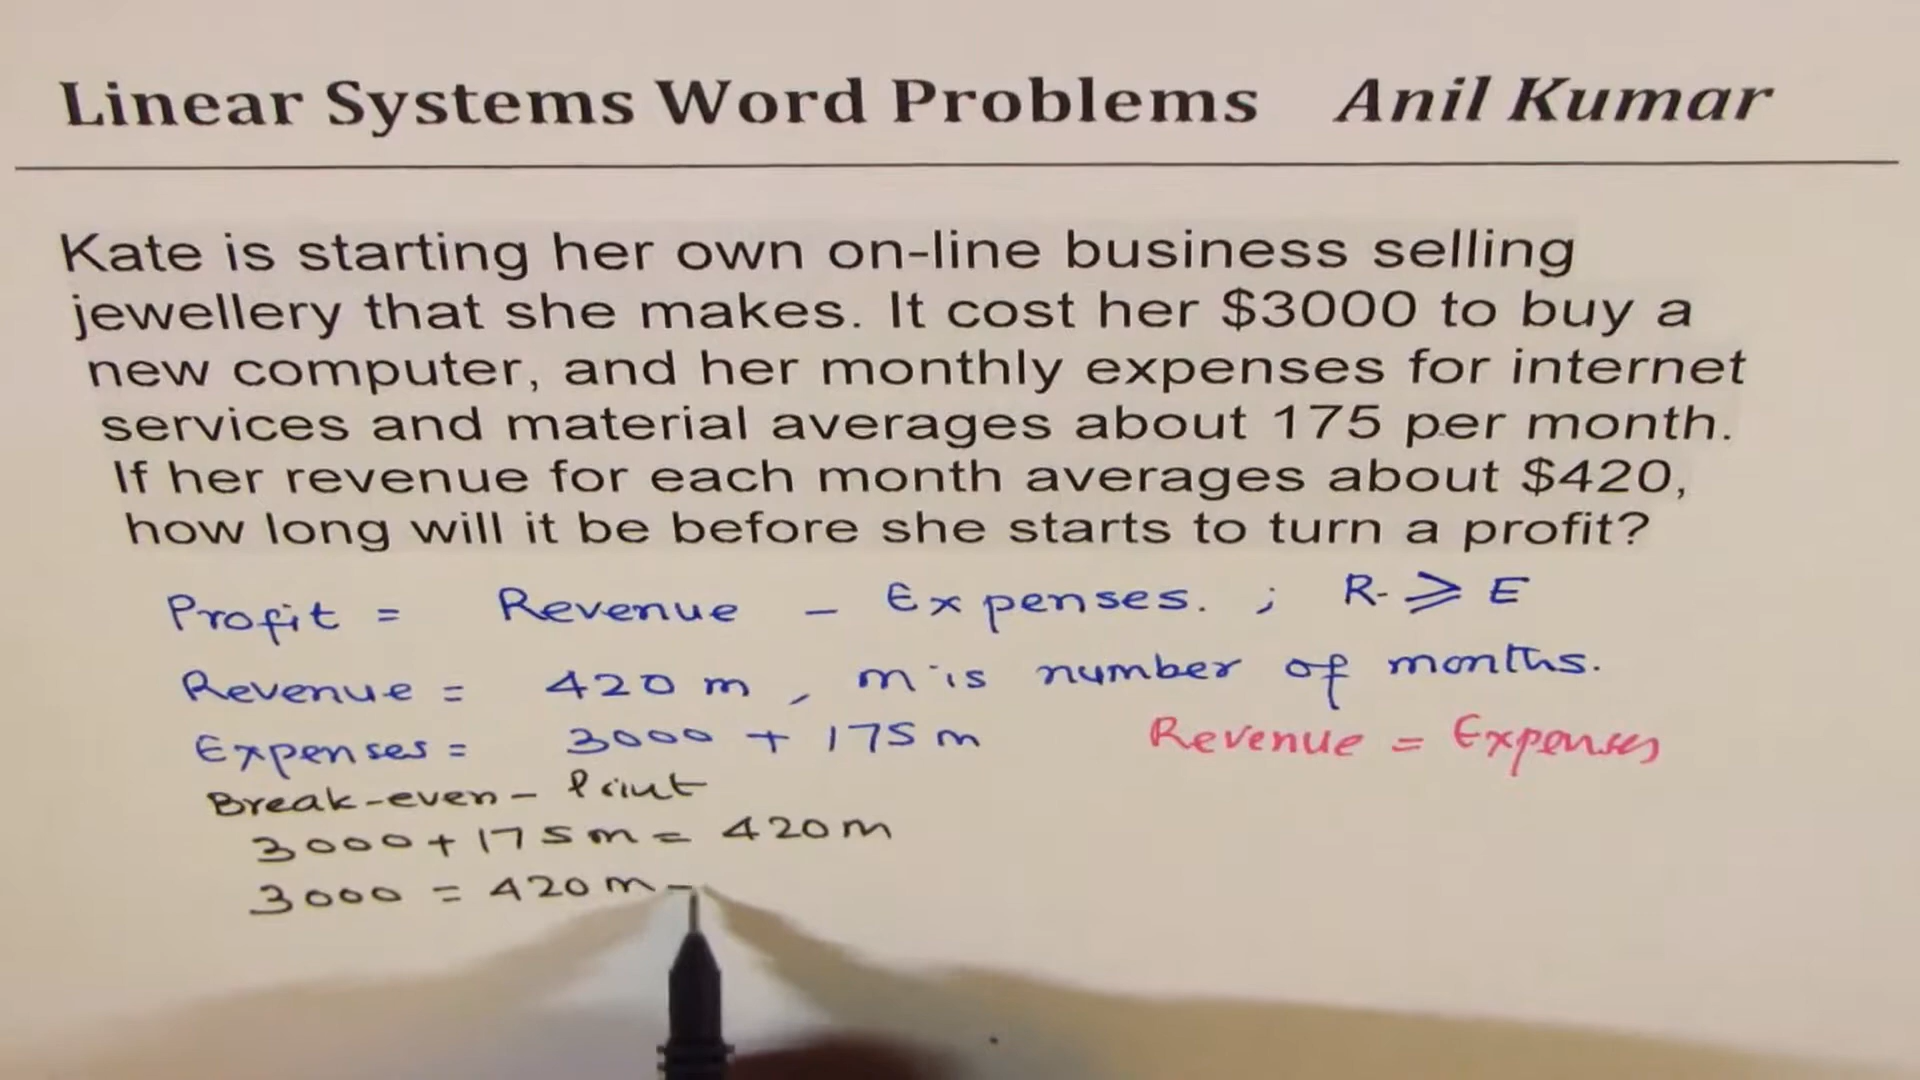 Linear Systems Word Problems Anil Kumar
Kate is starting her own on-line business selling
jewellery that she makes. It cost her $3000 to buy a
new computer, and her monthly expenses for internet
services and material averages about 175 per month.
If her revenue for each month averages about $420,
how long will it be before she starts to turn a profit?
Profit = Revenue - Expenses. ; R ⩾ E
Revenue = 420 m , m is number of months.
Expenses = 3000 + 175 m Revenue = Expenses
Break-even - Point
3000 + 175 m = 420 m
3000 = 420 m -